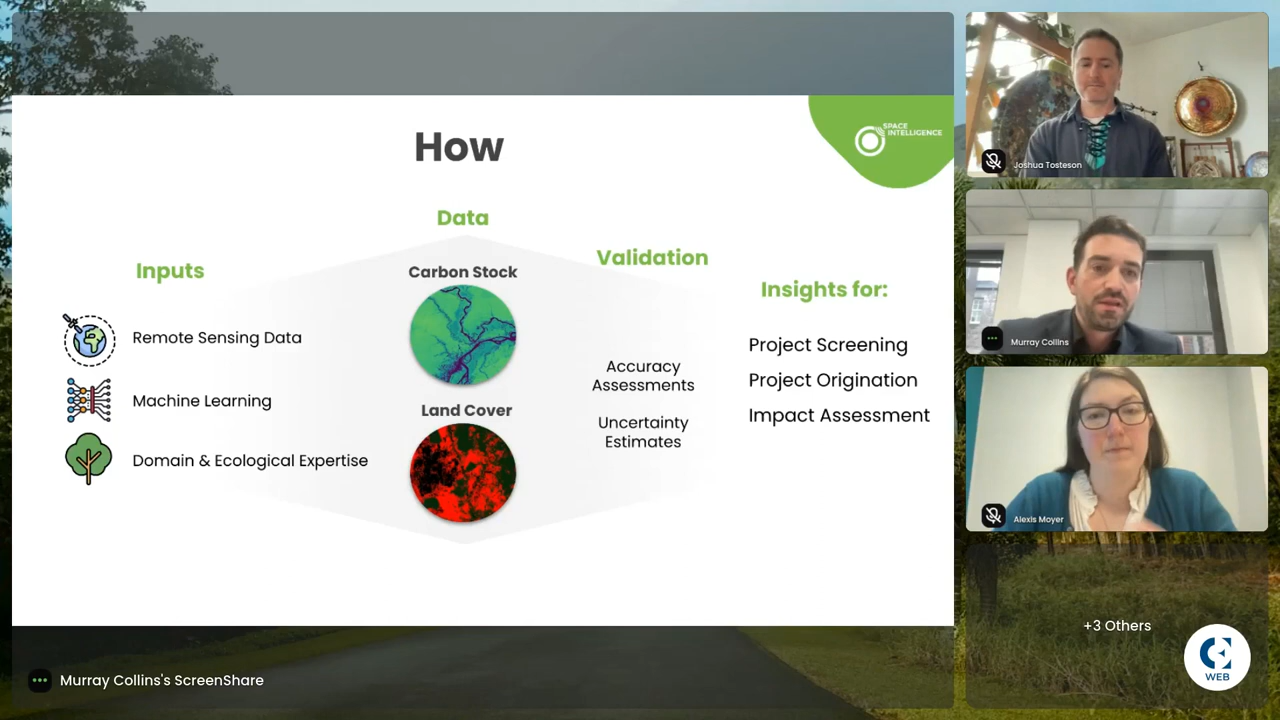 How
SPACE
INTELLIGENCE
Data
Inputs
Carbon Stock
Validation
Insights for:
Remote Sensing Data
Machine Learning
Domain & Ecological Expertise
Land Cover
Accuracy
Assessments
Uncertainty
Estimates
Project Screening
Project Origination
Impact Assessment
Joshua Tosteson
Murray Collins
Alexis Moyer
+3 Others
WEB
Murray Collins's ScreenShare